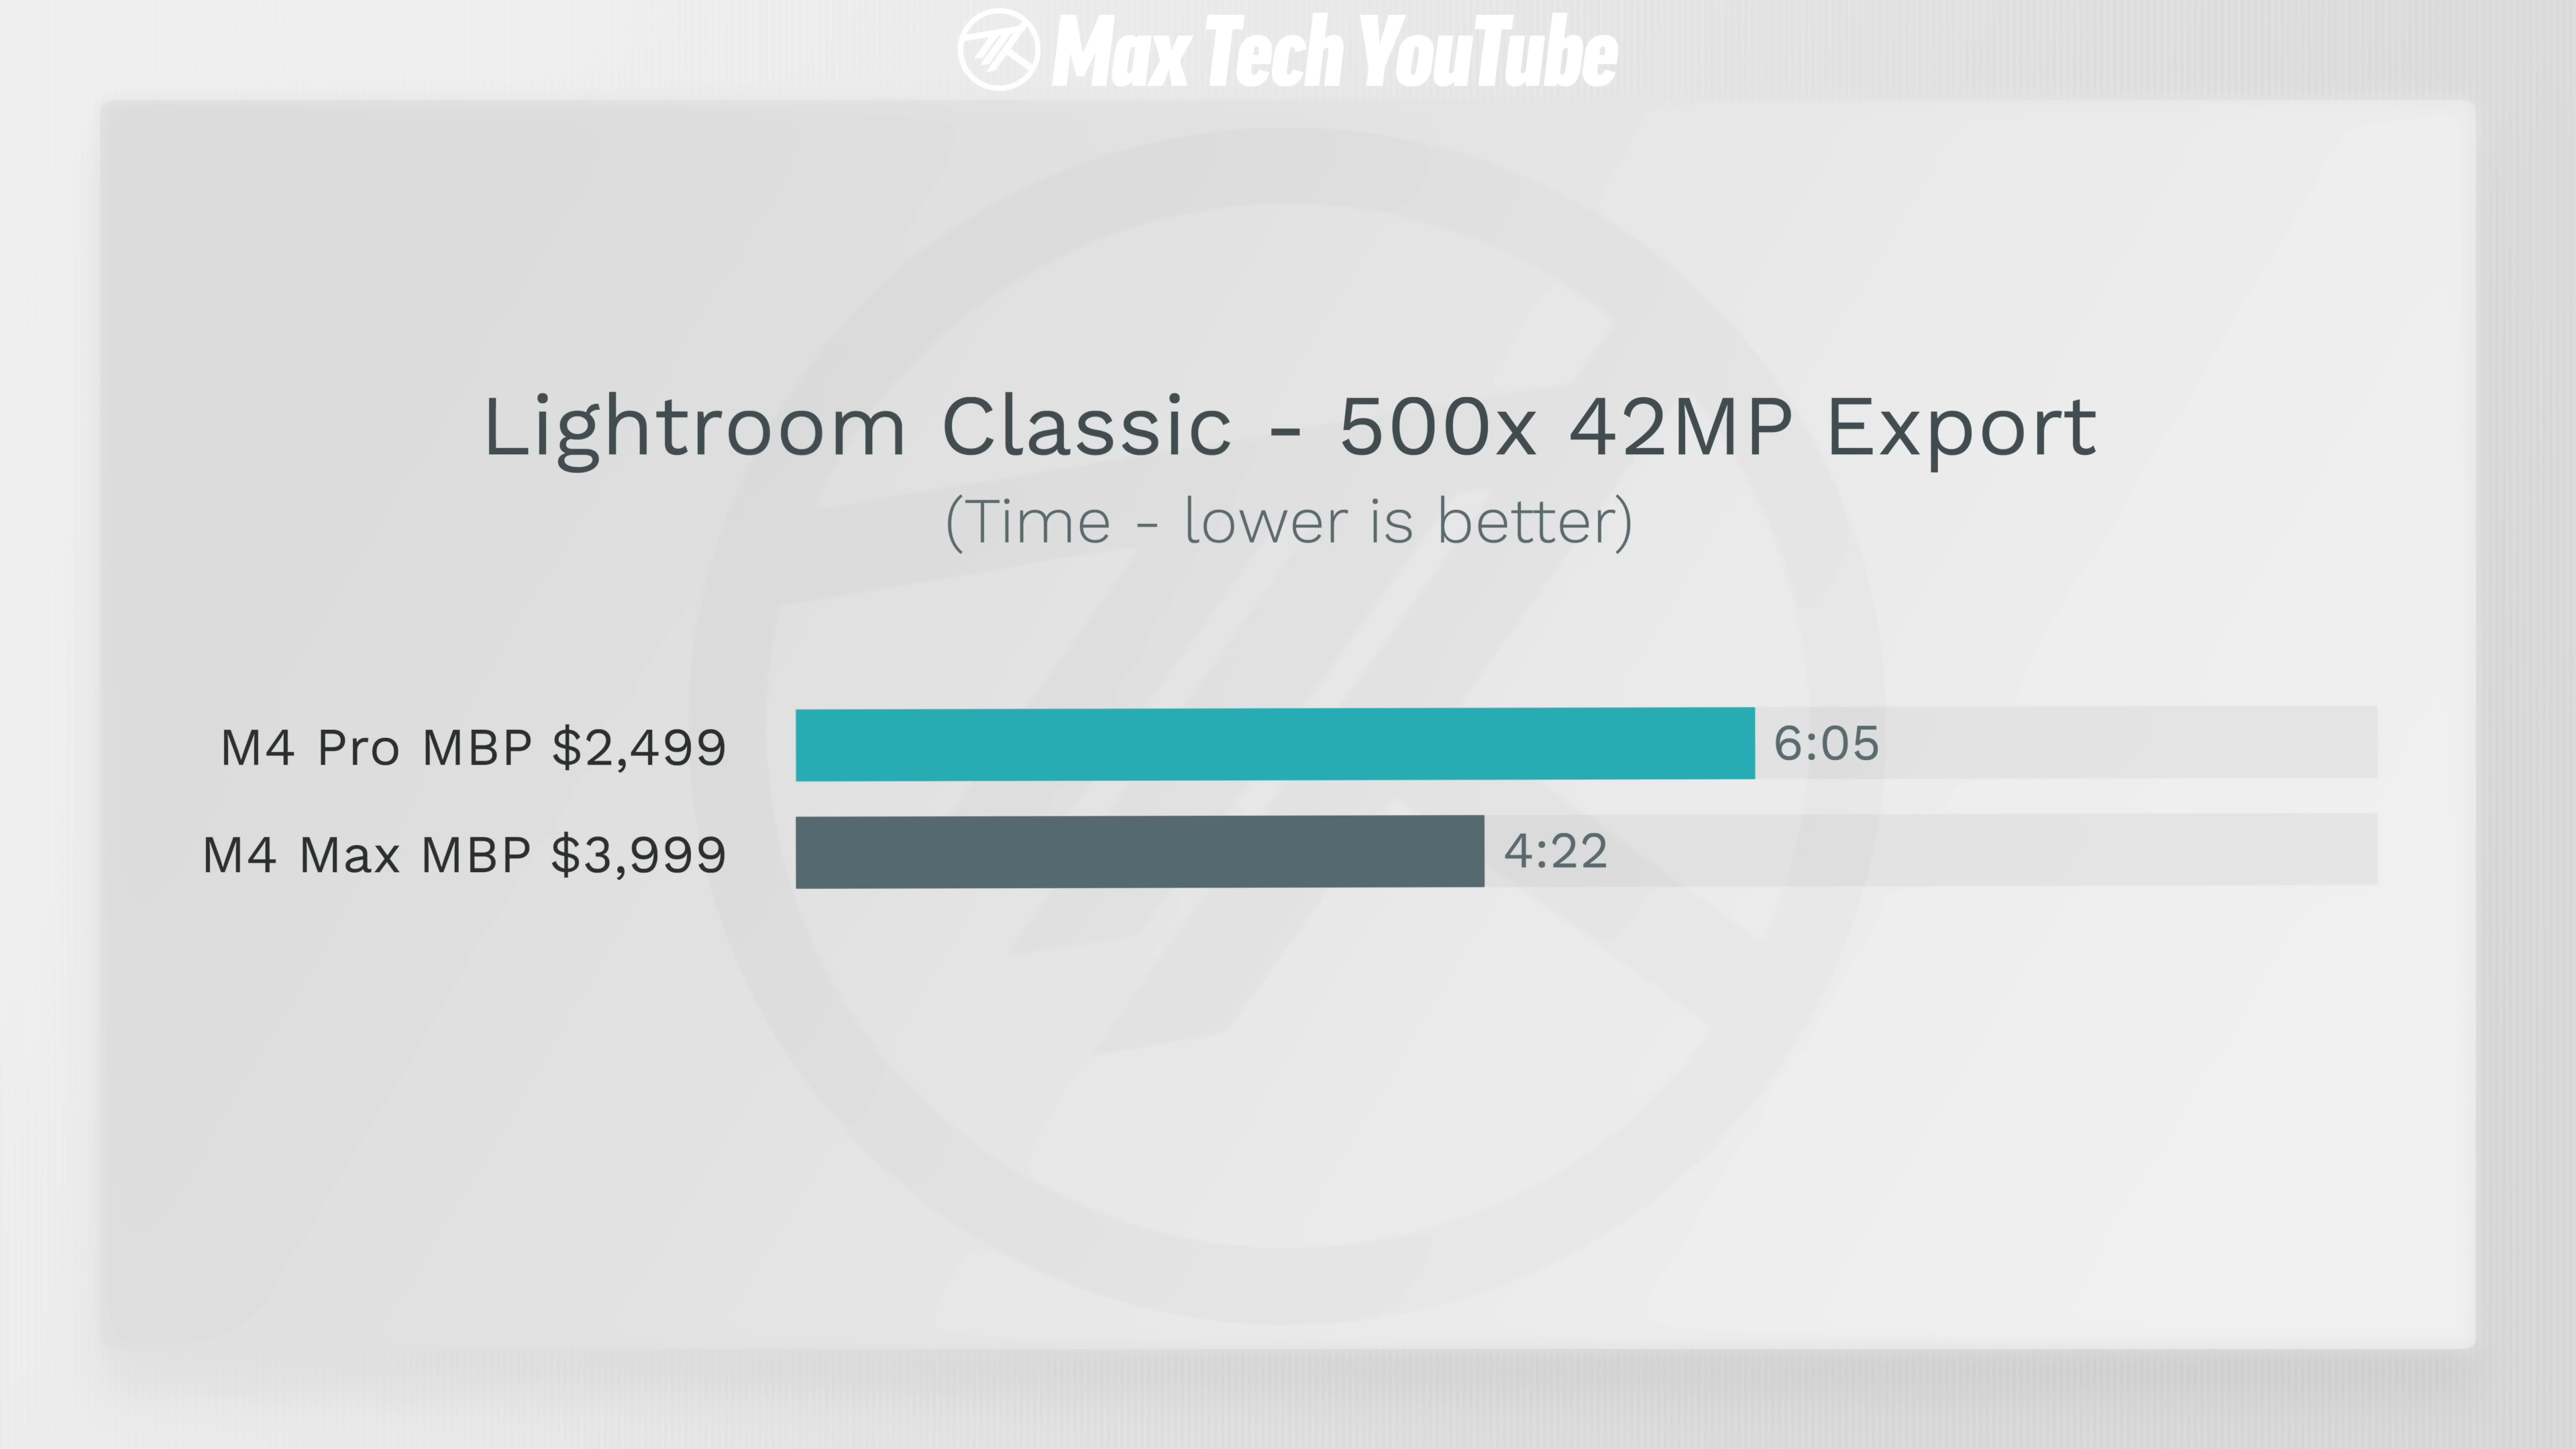 Max Tech YouTube
Lightroom Classic - 500x 42MP Export
(Time - lower is better)
M4 Pro MBP $2,499 6:05
M4 Max MBP $3,999 4:22